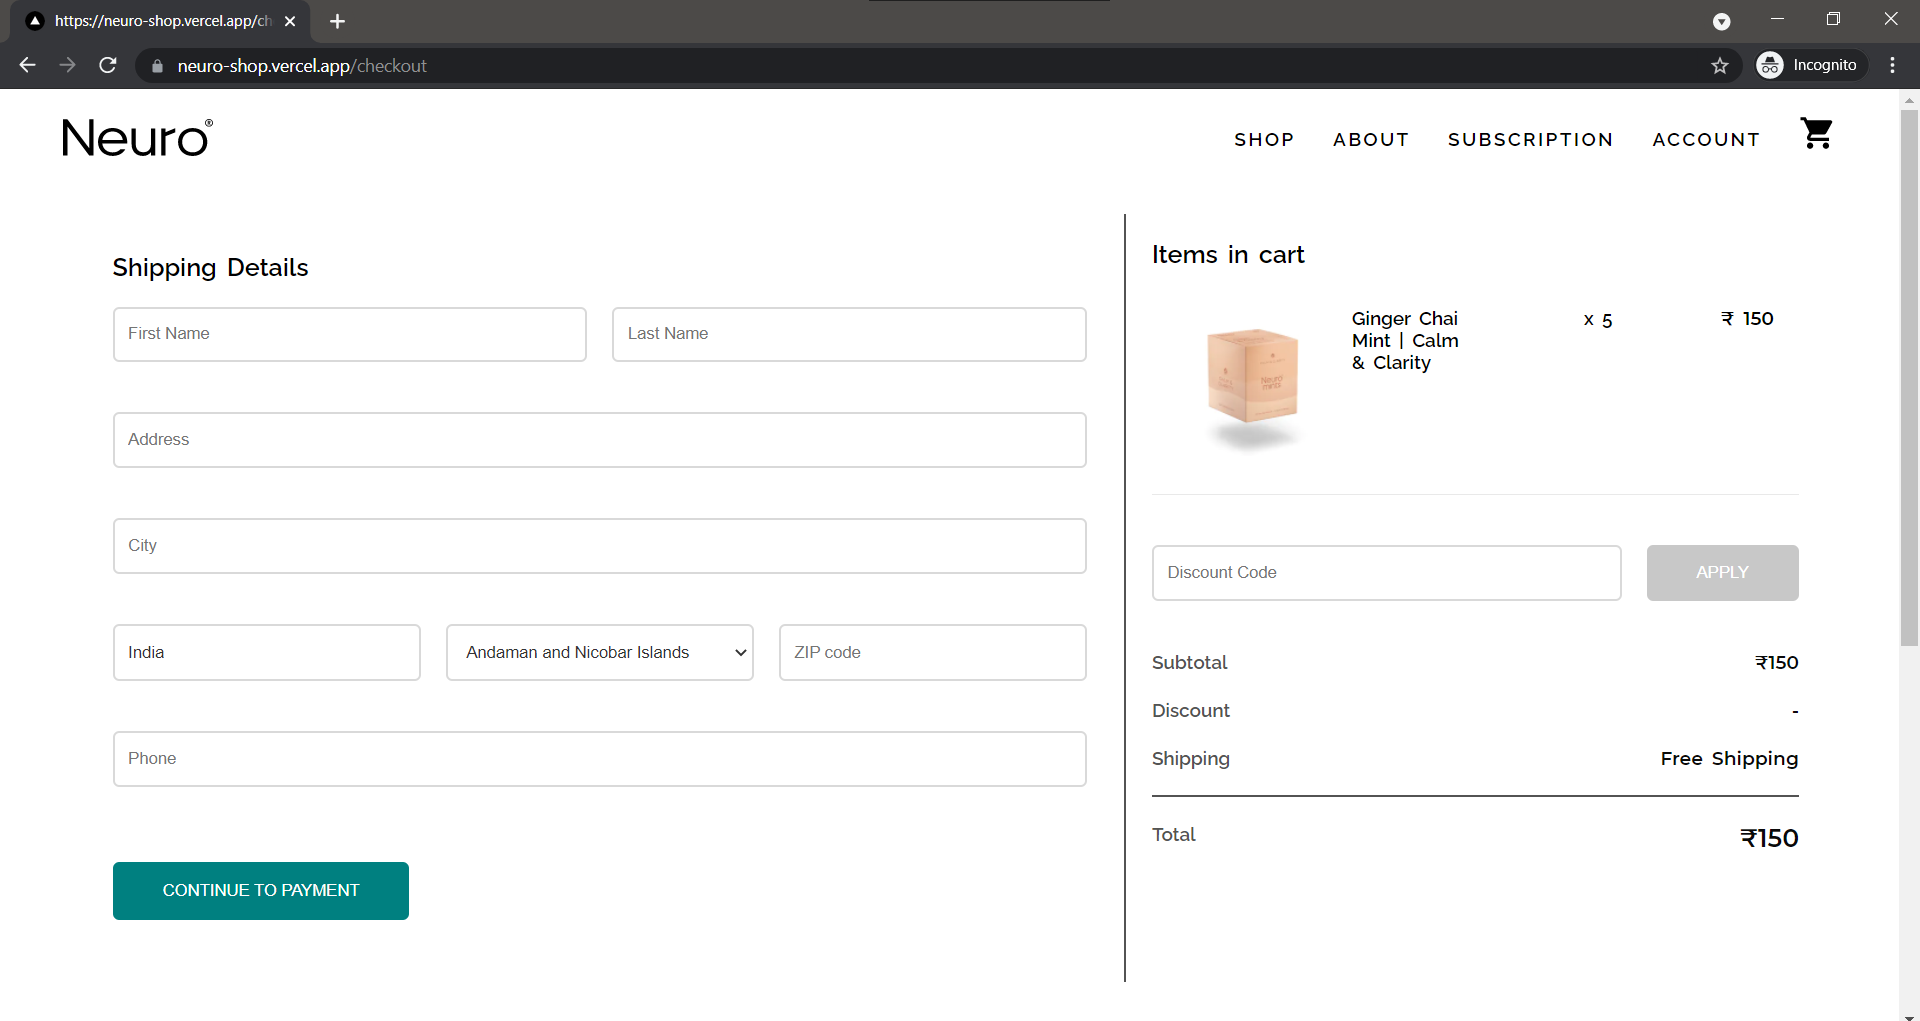 https://neuro-shop.vercel.app/ch
neuro-shop.vercel.app/checkout
Incognito
Neuro®
SHOP
ABOUT
SUBSCRIPTION
ACCOUNT
Shipping Details
First Name
Last Name
Address
City
India
Andaman and Nicobar Islands
ZIP code
Phone
CONTINUE TO PAYMENT
Items in cart
Neuro
mints
Ginger Chai
Mint | Calm
& Clarity
x 5
₹ 150
Discount Code
APPLY
Subtotal
₹150
Discount
-
Shipping
Free Shipping
Total
₹150